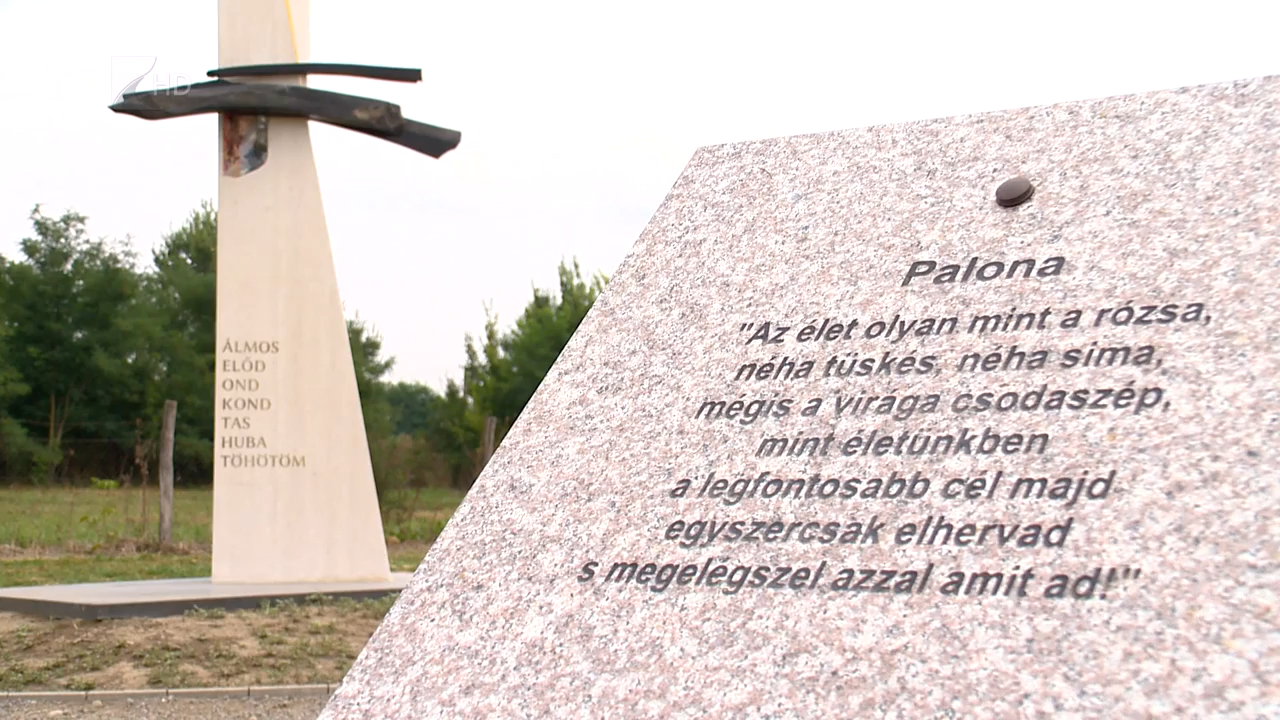 HD
ÁLMOS
ELŐD
OND
KOND
TAS
HUBA
TÖHÖTÖM
Palona
"Az élet olyan mint a rózsa,
néha tüskés, néha sima,
mégis a virága csodaszép,
mint életünkben
a legfontosabb cél majd
egyszercsak elhervad
s megelégszel azzal amit ad!"